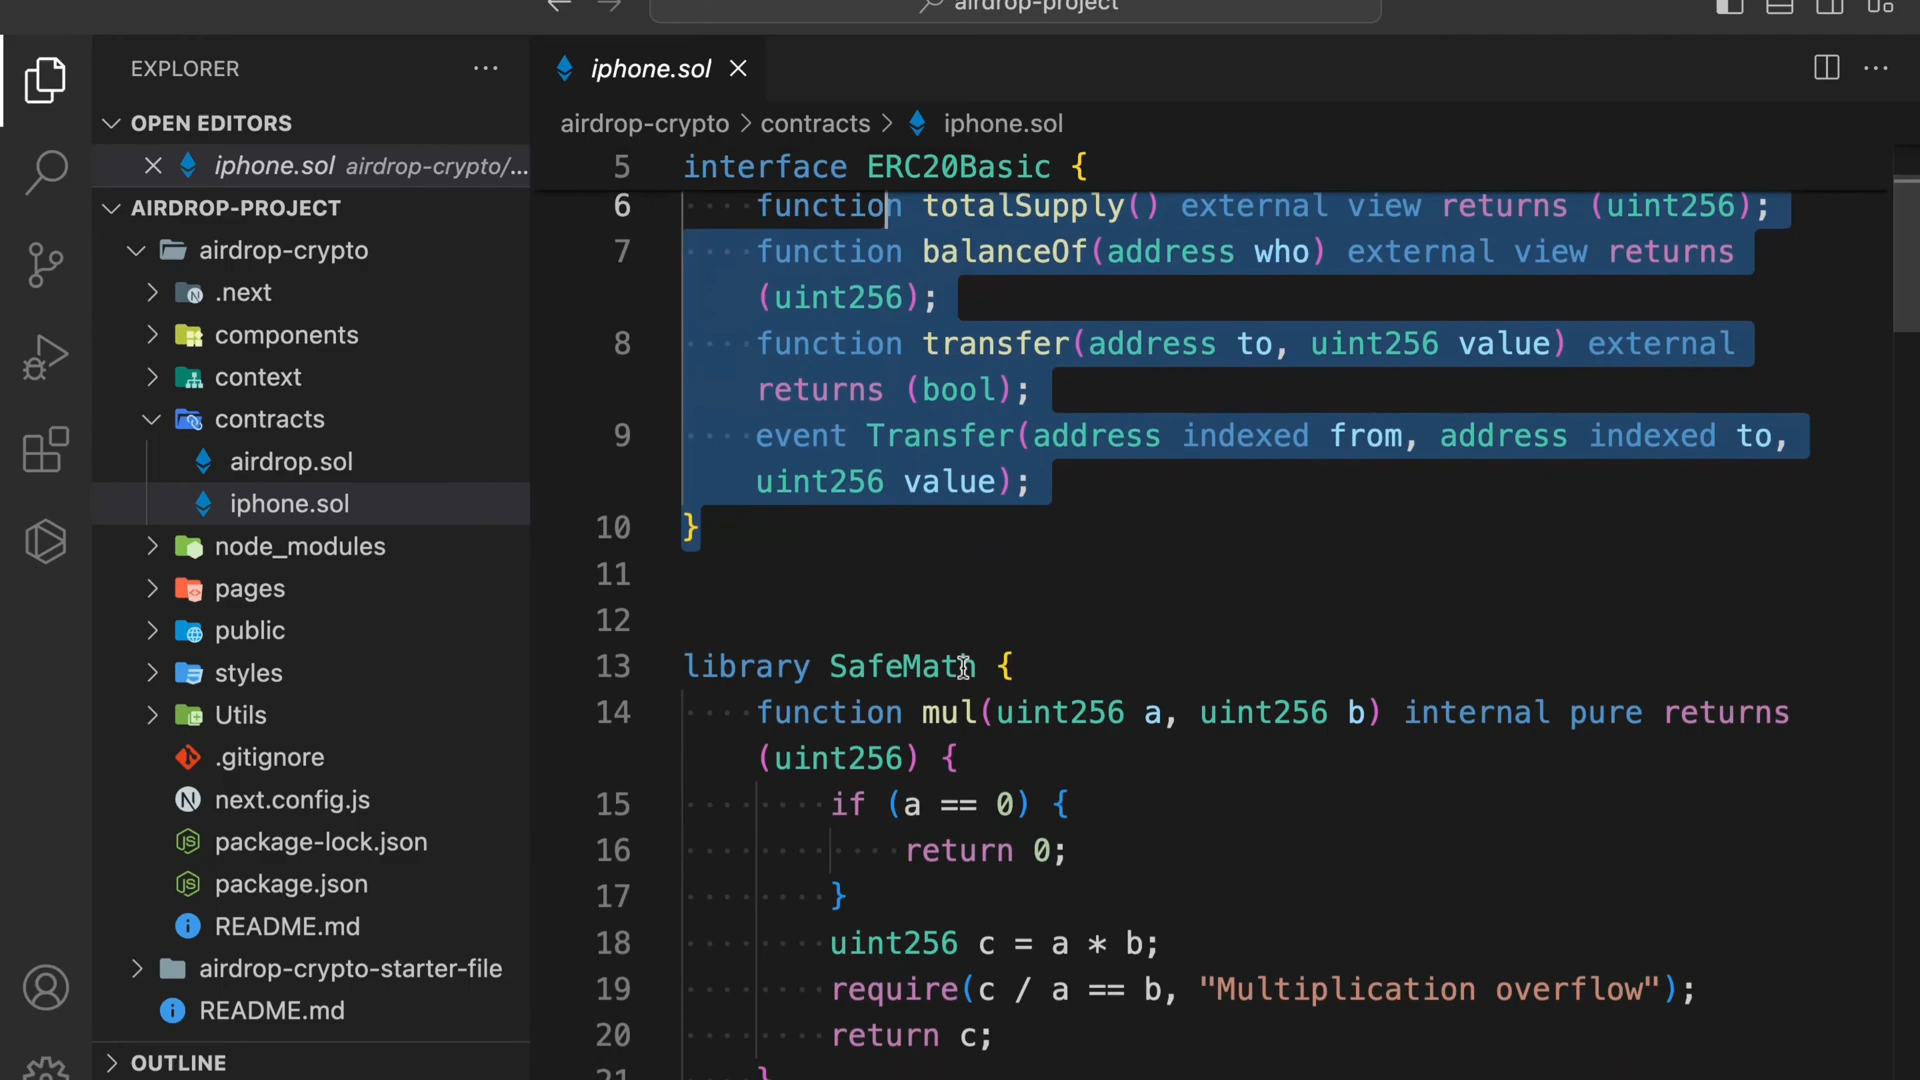 airdrop-project
EXPLORER
iphone.sol
OPEN EDITORS
airdrop-crypto > contracts > iphone.sol
iphone.sol airdrop-crypto/...
5 interface ERC20Basic {
AIRDROP-PROJECT
6 function totalSupply() external view returns (uint256);
airdrop-crypto
7 function balanceOf(address who) external view returns
.next
(uint256);
components
8 function transfer(address to, uint256 value) external
context
returns (bool);
contracts
9 event Transfer(address indexed from, address indexed to,
airdrop.sol
uint256 value);
iphone.sol
10 }
node_modules
11
pages
12
public
13 library SafeMath {
styles
14 function mul(uint256 a, uint256 b) internal pure returns
Utils
(uint256) {
.gitignore
15 if (a == 0) {
next.config.js
16 return 0;
package-lock.json
17 }
package.json
18 uint256 c = a * b;
README.md
19 require(c / a == b, "Multiplication overflow");
airdrop-crypto-starter-file
20 return c;
README.md
21 }
OUTLINE